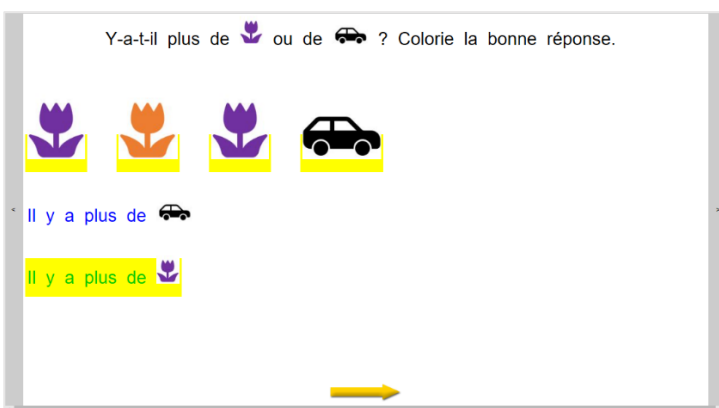 Y-a-t-il plus de ou de ? Colorie la bonne réponse.
Il y a plus de
Il y a plus de